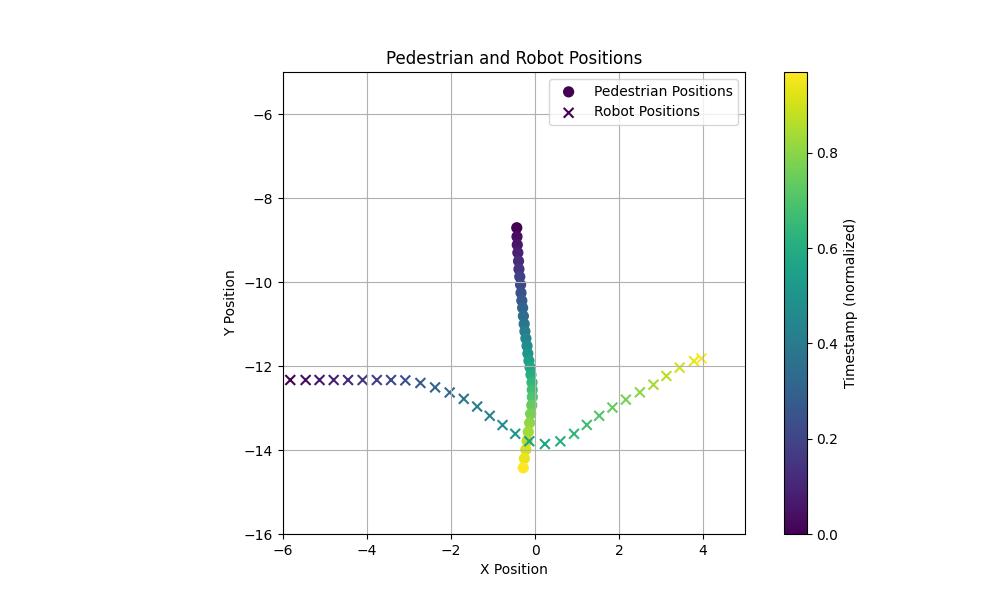 Pedestrian and Robot Positions
Pedestrian Positions
Robot Positions
−6
−8
−10
−12
−14
−16
Y Position
−6
−4
−2
0
2
4
X Position
0.8
0.6
0.4
0.2
0.0
Timestamp (normalized)